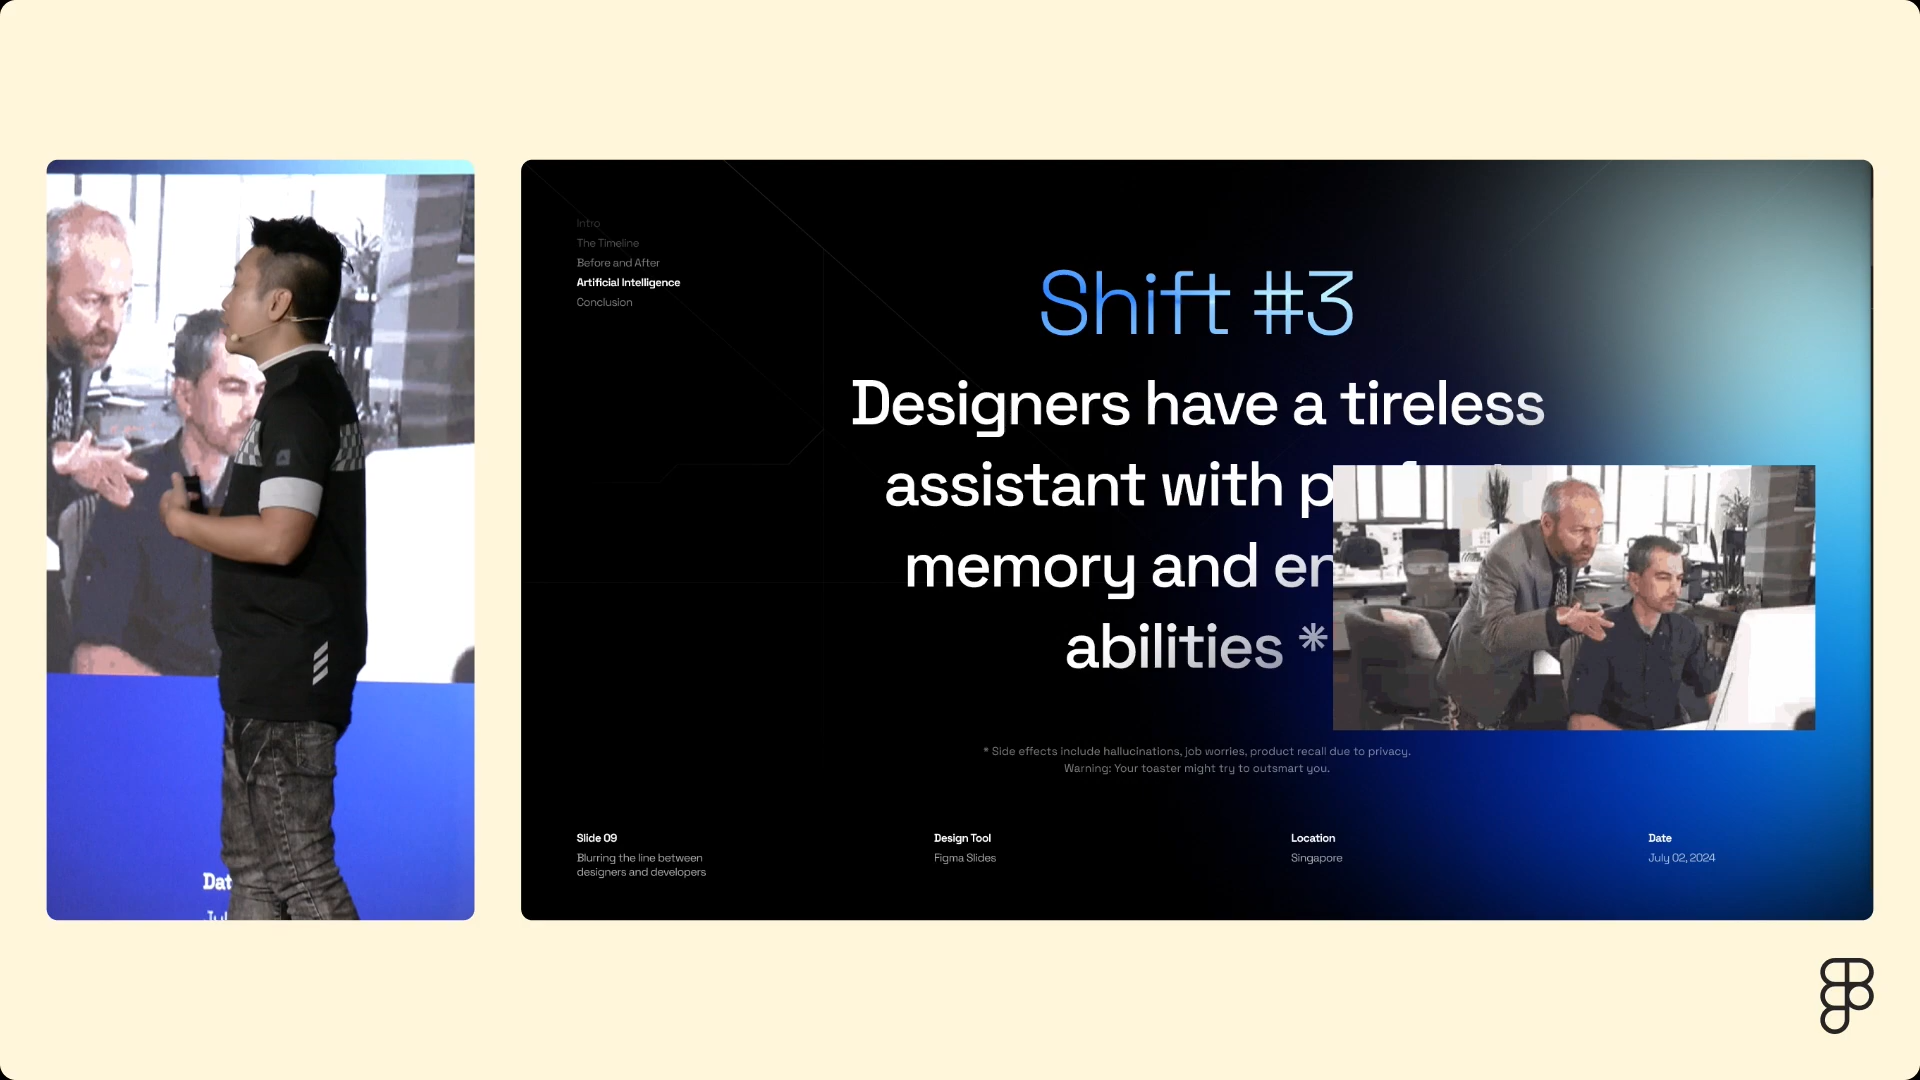 Intro
The Timeline
Before and After
Artificial Intelligence
Conclusion
Shift #3
Designers have a tireless
assistant with
memory and
abilities *
* Side effects include hallucinations, job worries, product recall due to privacy.
Warning: Your toaster might try to outsmart you.
Slide 09
Blurring the line between
designers and developers
Design Tool
Figma Slides
Location
Singapore
Date
July 02, 2024